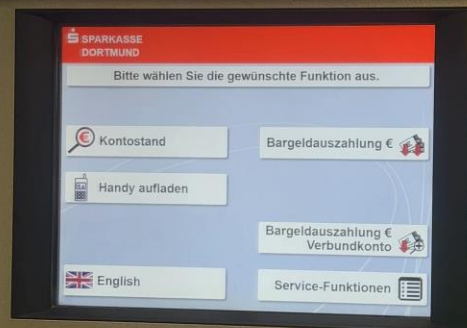 SPARKASSE
DORTMUND
Bitte wählen Sie die gewünschte Funktion aus.
Kontostand
Bargeldauszahlung €
Handy aufladen
Bargeldauszahlung €
Verbundkonto
English
Service-Funktionen